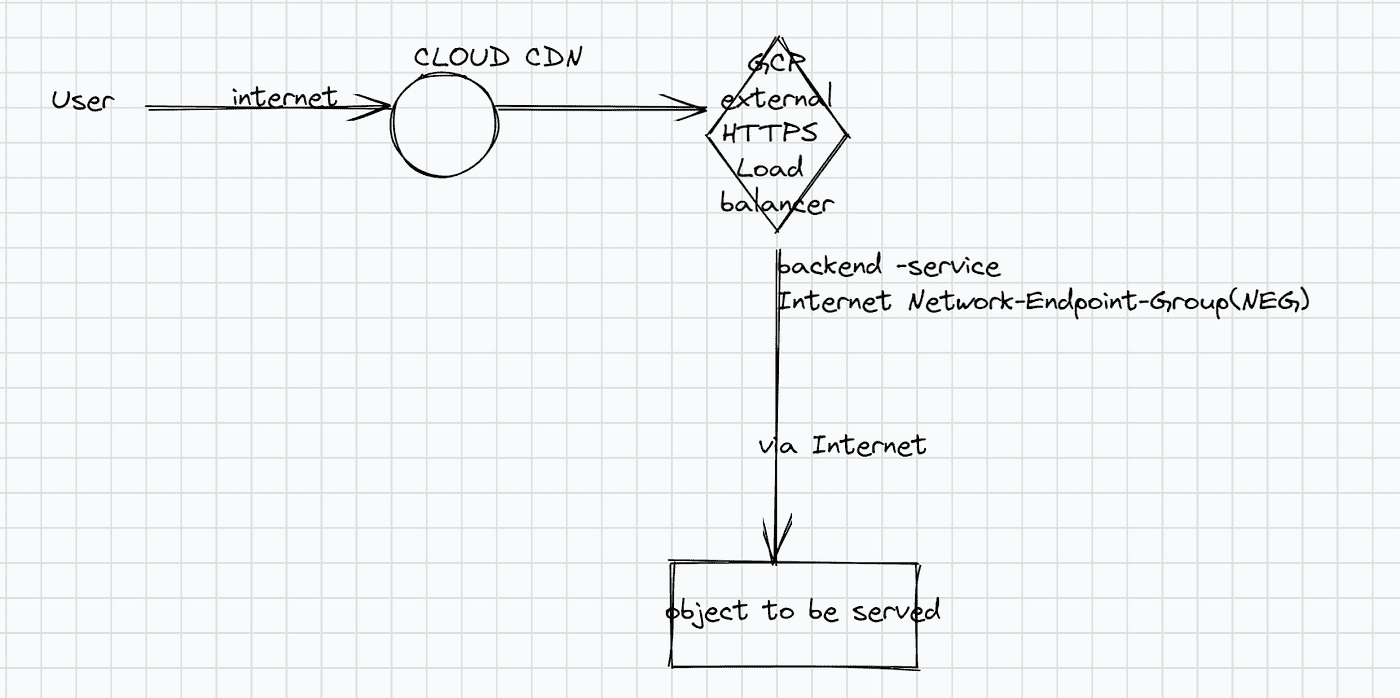 CLOUD CDN
User
internet
GCP
external
HTTPS
Load
balancer
backend -service
Internet Network-Endpoint-Group(NEG)
via Internet
object to be served